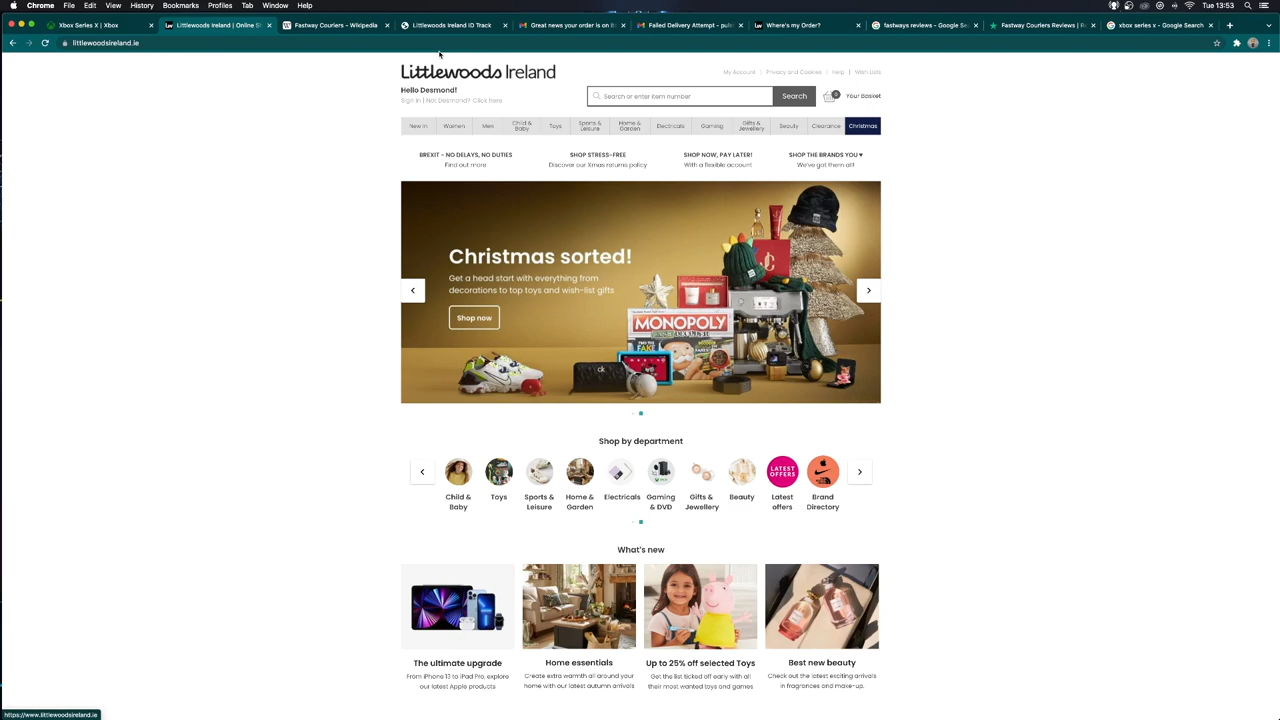 Chrome File Edit View History Bookmarks Profiles Tab Window Help Tue 13:53
Xbox Series X | Xbox
Littlewoods Ireland | Online Sh
Fastway Couriers - Wikipedia
Littlewoods Ireland ID Track
Great news your order is on it
Failed Delivery Attempt - puls
Where's my Order?
fastways reviews - Google Sea
Fastway Couriers Reviews | R
xbox series x - Google Search
littlewoodsireland.ie
Littlewoods Ireland
My Account | Privacy and Cookies | Help | Wish Lists
Hello Desmond!
Sign In | Not Desmond? Click here
Search or enter item number
Search
0
Your Basket
New in
Women
Men
Child & Baby
Toys
Sports & Leisure
Home & Garden
Electricals
Gaming
Gifts & Jewellery
Beauty
Clearance
Christmas
BREXIT - NO DELAYS, NO DUTIES
Find out more
SHOP STRESS-FREE
Discover our Xmas returns policy
SHOP NOW, PAY LATER!
With a flexible account
SHOP THE BRANDS YOU ♥
We've got them all!
Christmas sorted!
Get a head start with everything from
decorations to top toys and wish-list gifts
Shop now
MONOPOLY
Shop by department
LATEST
OFFERS
Child &
Baby
Toys
Sports &
Leisure
Home &
Garden
Electricals
Gaming
& DVD
Gifts &
Jewellery
Beauty
Latest
offers
Brand
Directory
What's new
The ultimate upgrade
From iPhone 13 to iPad Pro, explore
our latest Apple products
Home essentials
Create extra warmth all around your
home with our latest autumn arrivals
Up to 25% off selected Toys
Get the list ticked off early with all
their most wanted toys and games
Best new beauty
Check out the latest exciting arrivals
in fragrances and make-up.
https://www.littlewoodsireland.ie